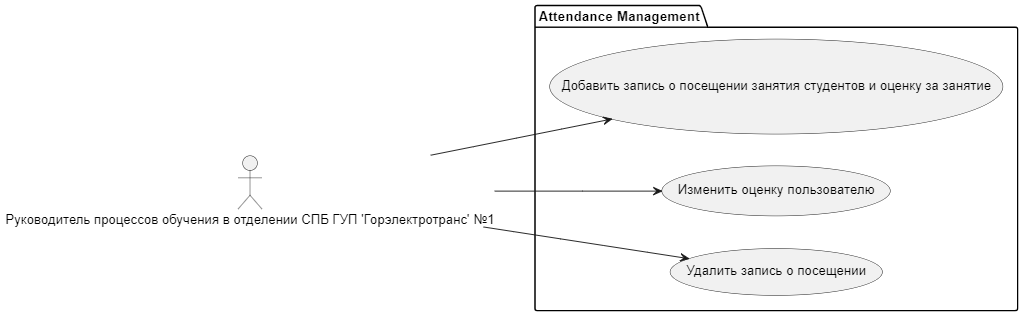 Attendance Management
Добавить запись о посещении занятия студентов и оценку за занятие
Изменить оценку пользователю
Руководитель процессов обучения в отделении СПБ ГУП 'Горэлектротранс' №1
Удалить запись о посещении